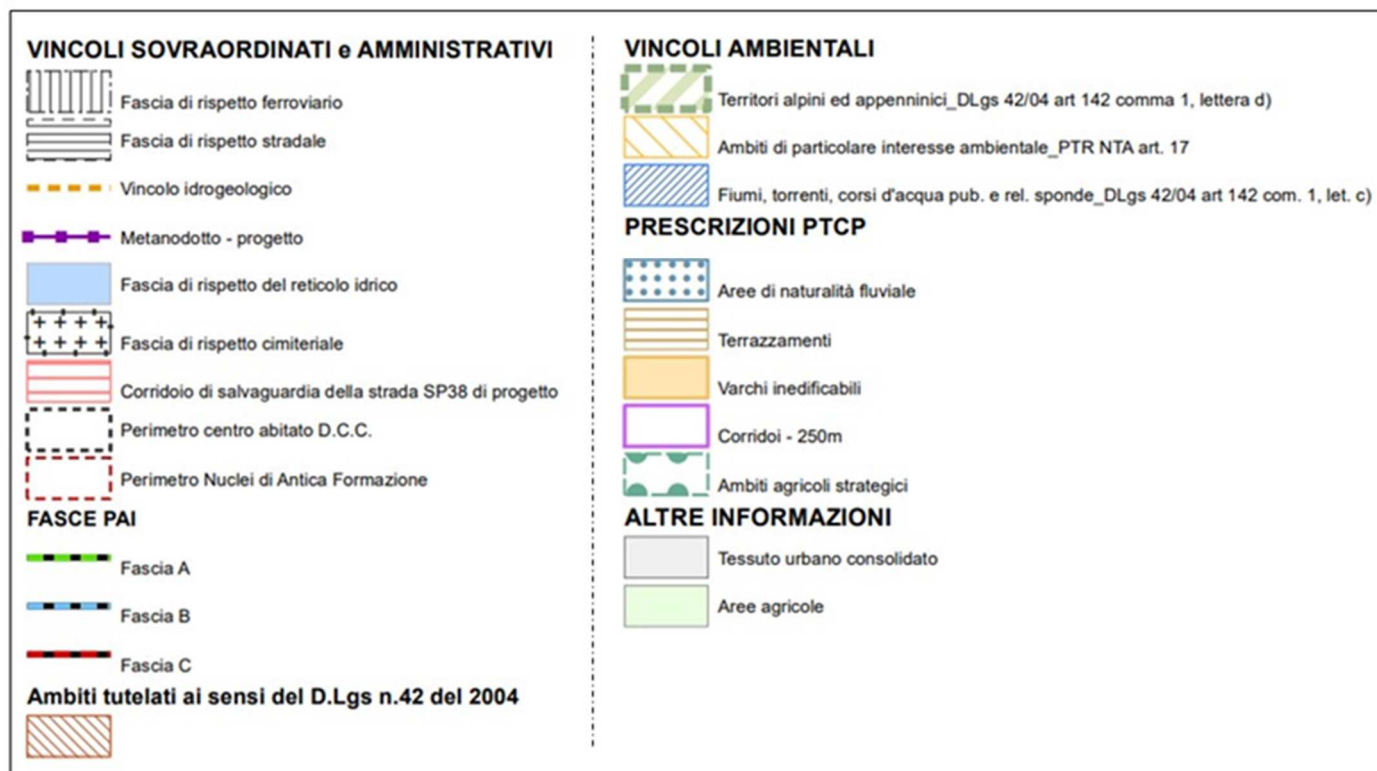 VINCOLI SOVRAORDINATI e AMMINISTRATIVI
Fascia di rispetto ferroviario
Fascia di rispetto stradale
Vincolo idrogeologico
Metanodotto - progetto
Fascia di rispetto del reticolo idrico
Fascia di rispetto cimiteriale
Corridoio di salvaguardia della strada SP38 di progetto
Perimetro centro abitato D.C.C.
Perimetro Nuclei di Antica Formazione
FASCE PAI
Fascia A
Fascia B
Fascia C
Ambiti tutelati ai sensi del D.Lgs n.42 del 2004
VINCOLI AMBIENTALI
Territori alpini ed appenninici_DLgs 42/04 art 142 comma 1, lettera d)
Ambiti di particolare interesse ambientale_PTR NTA art. 17
Fiumi, torrenti, corsi d'acqua pub. e rel. sponde_DLgs 42/04 art 142 com. 1, let. c)
PRESCRIZIONI PTCP
Aree di naturalità fluviale
Terrazzamenti
Varchi inedificabili
Corridoi - 250m
Ambiti agricoli strategici
ALTRE INFORMAZIONI
Tessuto urbano consolidato
Aree agricole